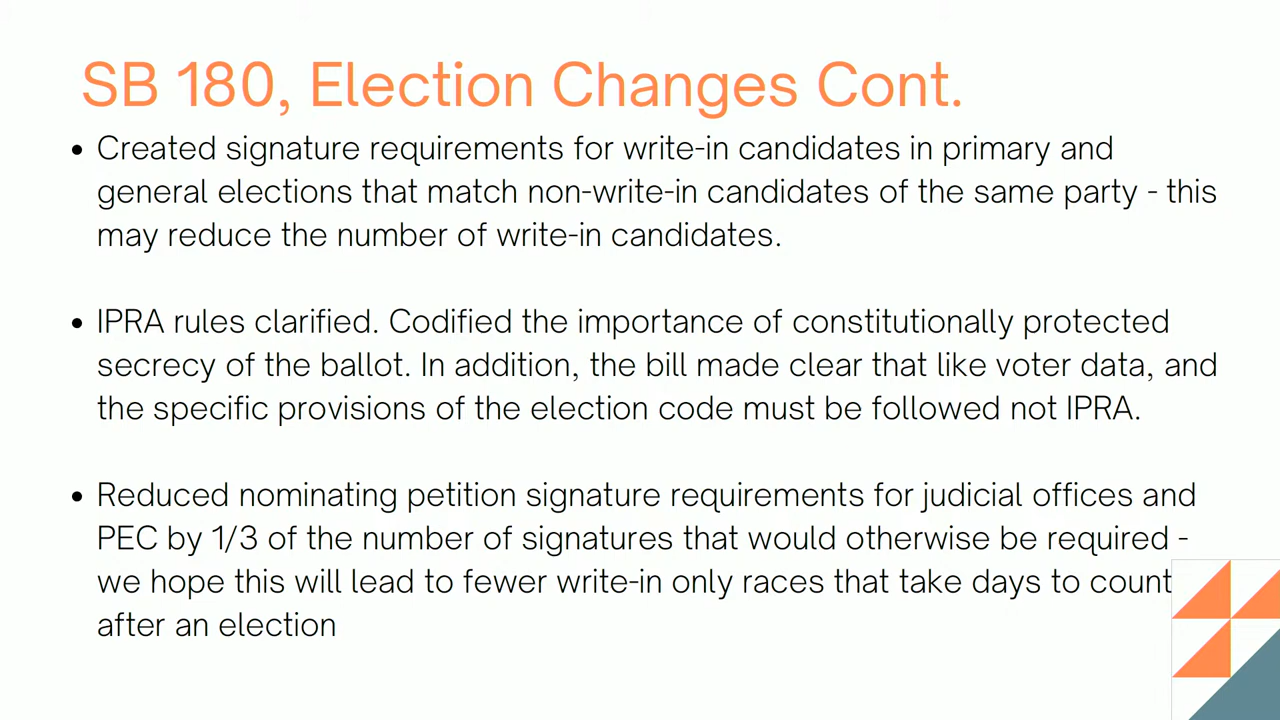 SB 180, Election Changes Cont.
• Created signature requirements for write-in candidates in primary and
general elections that match non-write-in candidates of the same party - this
may reduce the number of write-in candidates.
• IPRA rules clarified. Codified the importance of constitutionally protected
secrecy of the ballot. In addition, the bill made clear that like voter data, and
the specific provisions of the election code must be followed not IPRA.
• Reduced nominating petition signature requirements for judicial offices and
PEC by 1/3 of the number of signatures that would otherwise be required -
we hope this will lead to fewer write-in only races that take days to count
after an election